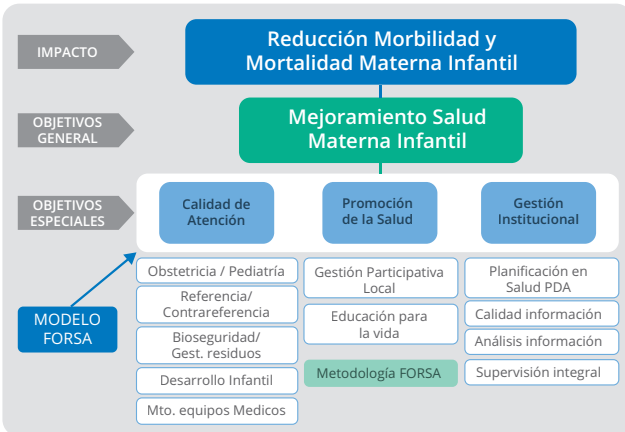 IMPACTO
Reducción Morbilidad y
Mortalidad Materna Infantil
OBJETIVOS
GENERAL
Mejoramiento Salud
Materna Infantil
OBJETIVOS
ESPECIALES
Calidad de
Atención
Promoción
de la Salud
Gestión
Institucional
MODELO
FORSA
Obstetricia / Pediatría
Referencia/
Contrareferencia
Bioseguridad/
Gest. residuos
Desarrollo Infantil
Mto. equipos Medicos
Gestión Participativa
Local
Educación para
la vida
Metodología FORSA
Planificación en
Salud PDA
Calidad información
Análisis información
Supervisión integral